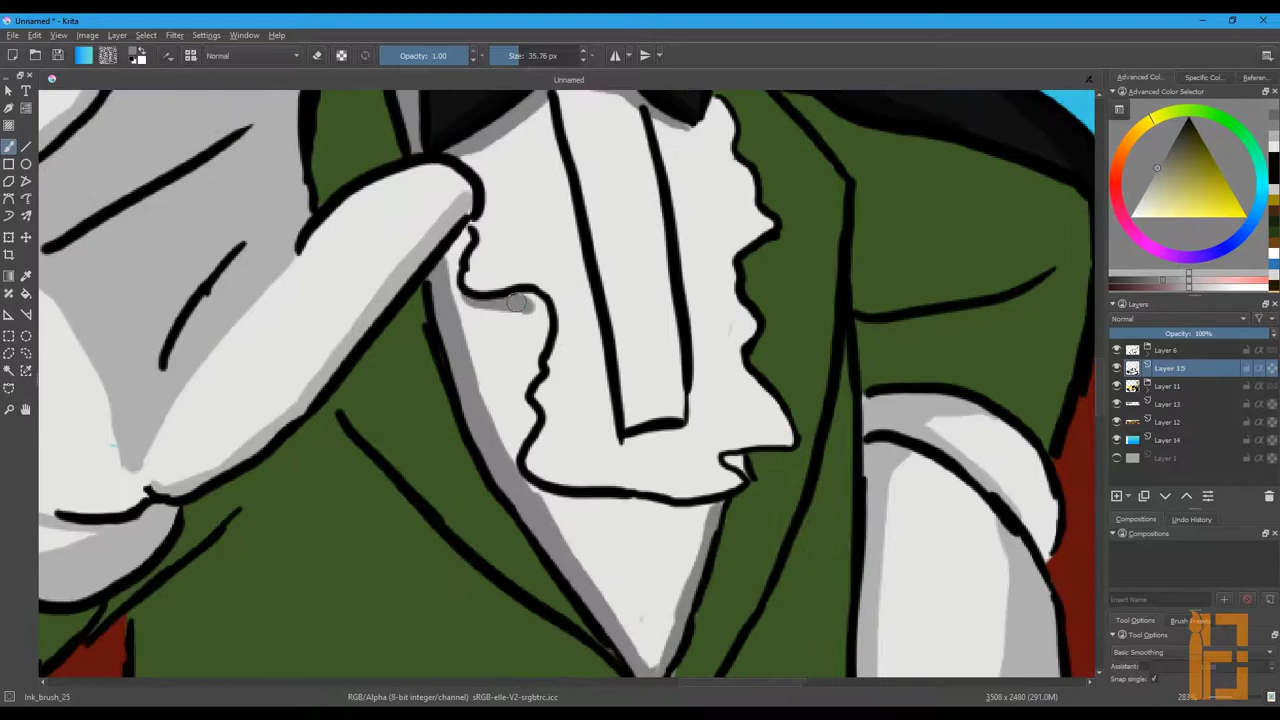 Unnamed * - Krita
File Edit View Image Layer Select Filter Settings Window Help
Normal Opacity: 1.00 Size: 35.76 px
Unnamed
Advanced Col... Specific Col... Referen...
Advanced Color Selector
Layers
Normal
Opacity: 100%
Layer 6
Layer 15
Layer 11
Layer 13
Layer 12
Layer 14
Layer 1
Compositions Undo History
Compositions
Insert Name
Tool Options Brush Presets
Tool Options
Basic Smoothing
Assistant:
Snap single:
Ink_brush_25 RGB/Alpha (8-bit integer/channel) sRGB-elle-V2-srgbtrc.icc 3508 x 2480 (291.0M) 283%